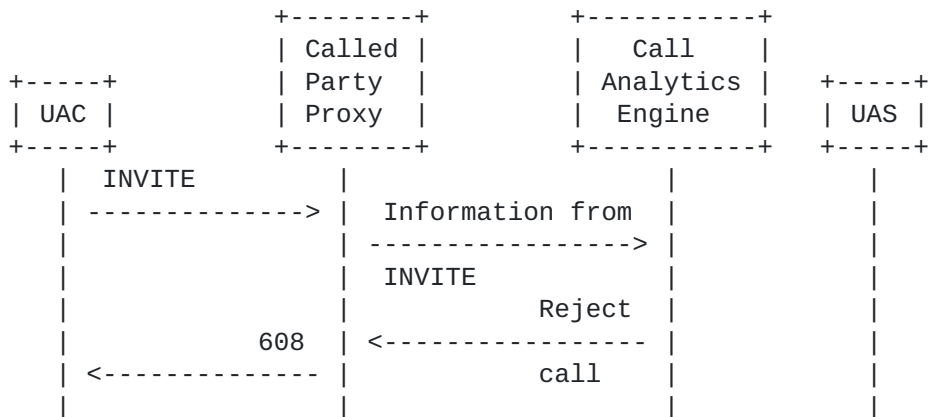 +--------+         +-----------+
                 | Called |         |   Call    |
+-----+          | Party  |         | Analytics |   +-----+
| UAC |          | Proxy  |         |  Engine   |   | UAS |
+-----+          +--------+         +-----------+   +-----+
   |  INVITE         |                    |            |
   | --------------> |  Information from  |            |
   |                 | -----------------> |            |
   |                 |  INVITE            |            |
   |                 |            Reject  |            |
   |            608  | <----------------- |            |
   | <-------------- |            call    |            |
   |                 |                    |            |